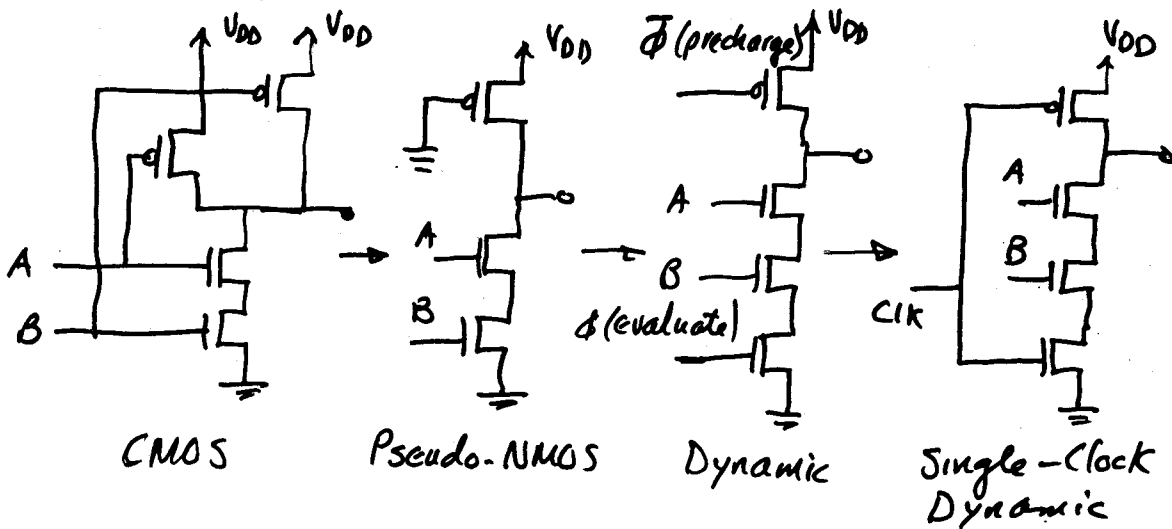 VDD
VDD
A
B
CMOS
VDD
A
B
Pseudo-NMOS
Φ̅ (precharge)
VDD
A
B
ϕ (evaluate)
Dynamic
VDD
A
B
Clk
Single-Clock
Dynamic